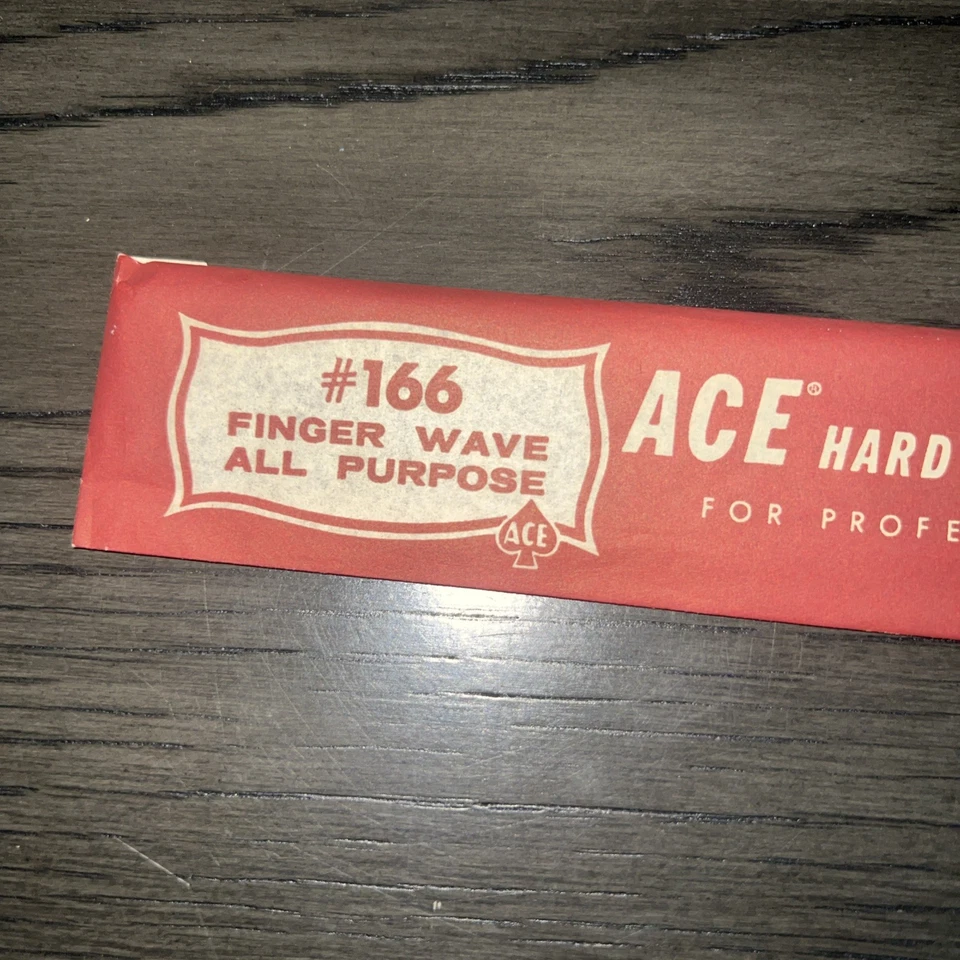 #166
FINGER WAVE
ALL PURPOSE
ACE
ACE® HARD
FOR PROFE